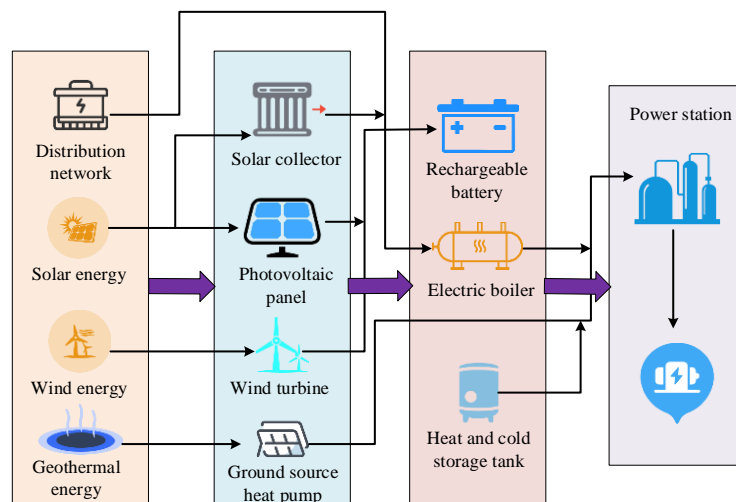 Distribution
network
Solar energy
Wind energy
Geothermal
energy
Solar collector
Photovoltaic
panel
Wind turbine
Ground source
heat pump
Rechargeable
battery
Electric boiler
Heat and cold
storage tank
Power station